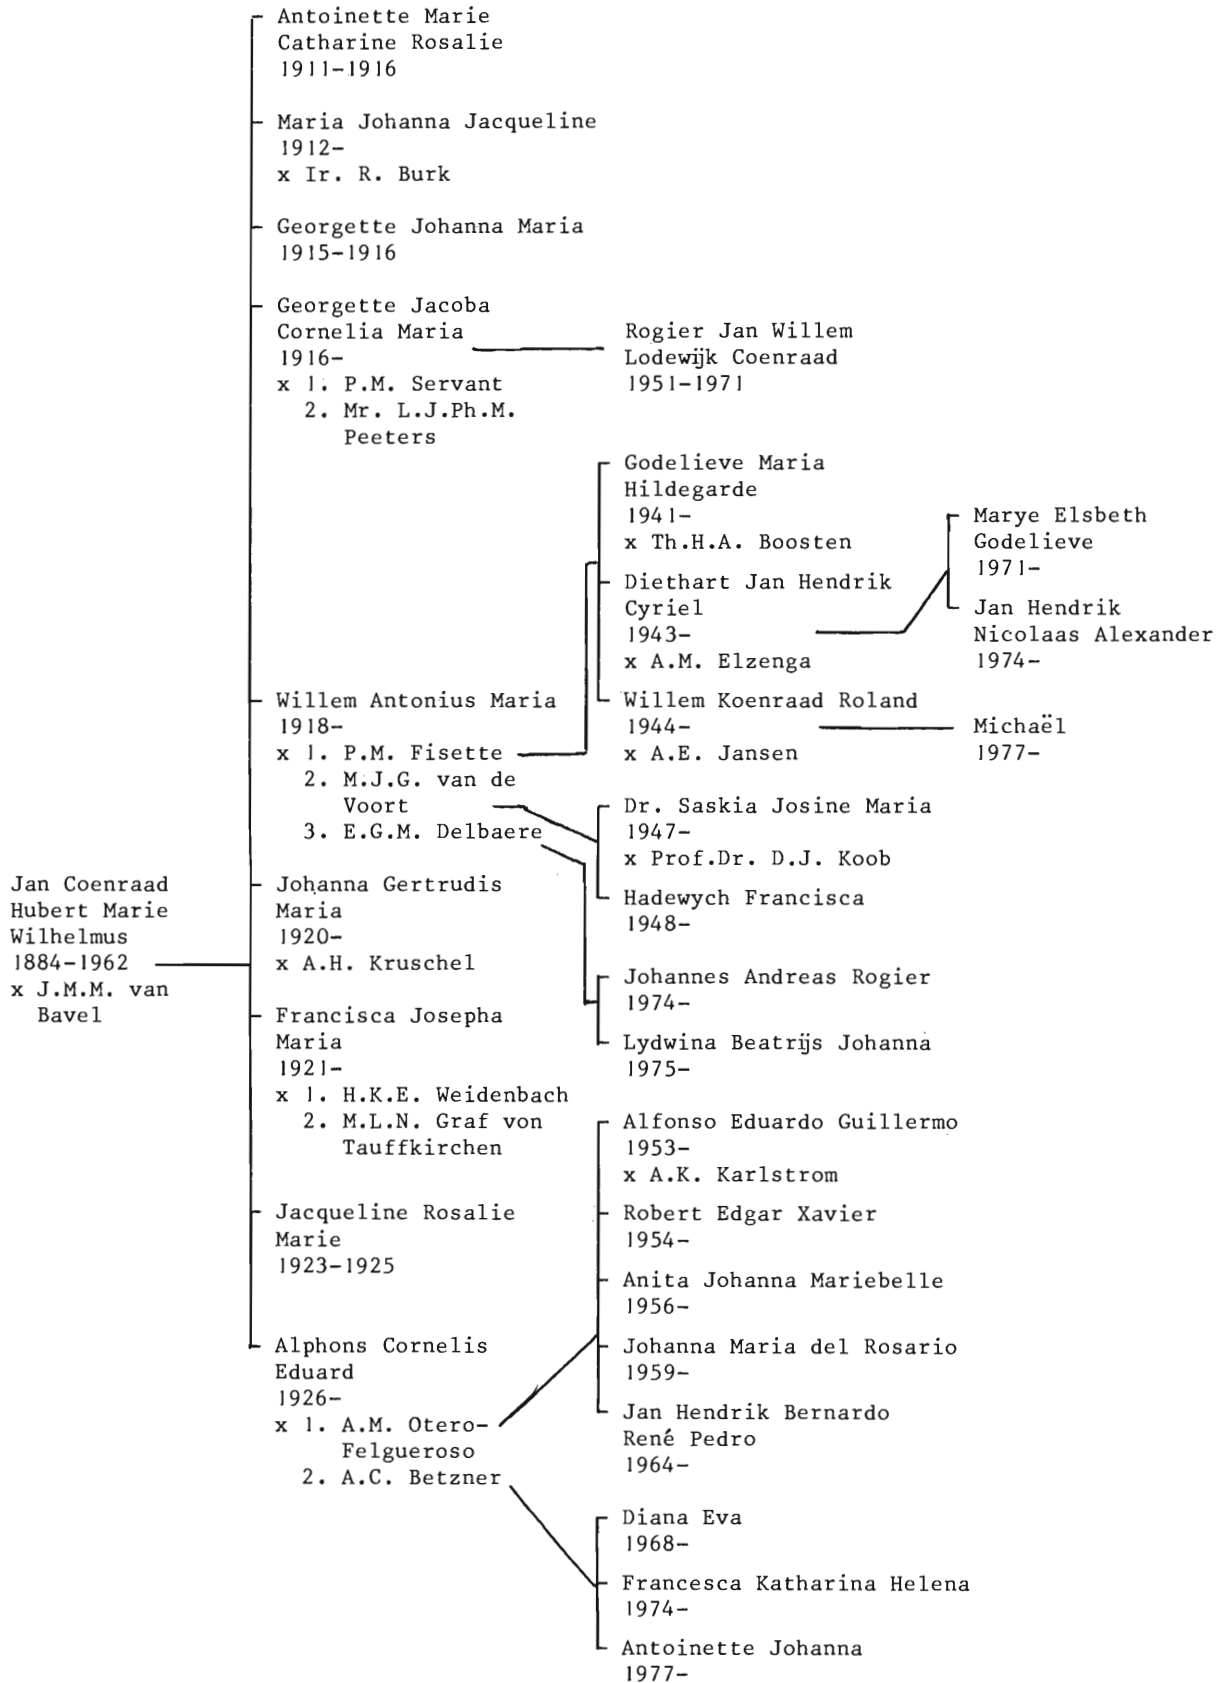 Jan Coenraad
Hubert Marie
Wilhelmus
1884-1962
x J.M.M. van
Bavel
Antoinette Marie
Catharine Rosalie
1911-1916
Maria Johanna Jacqueline
1912-
x Ir. R. Burk
Georgette Johanna Maria
1915-1916
Georgette Jacoba
Cornelia Maria
1916-
x 1. P.M. Servant
2. Mr. L.J.Ph.M.
Peeters
Rogier Jan Willem
Lodewijk Coenraad
1951-1971
Willem Antonius Maria
1918-
x 1. P.M. Fisette
2. M.J.G. van de
Voort
3. E.G.M. Delbaere
Godelieve Maria
Hildegarde
1941-
x Th.H.A. Boosten
Diethart Jan Hendrik
Cyriel
1943-
x A.M. Elzenga
Marye Elsbeth
Godelieve
1971-
Jan Hendrik
Nicolaas Alexander
1974-
Willem Koenraad Roland
1944-
x A.E. Jansen
Michaël
1977-
Dr. Saskia Josine Maria
1947-
x Prof.Dr. D.J. Koob
Hadewych Francisca
1948-
Johannes Andreas Rogier
1974-
Lydwina Beatrijs Johanna
1975-
Johanna Gertrudis
Maria
1920-
x A.H. Kruschel
Francisca Josepha
Maria
1921-
x 1. H.K.E. Weidenbach
2. M.L.N. Graf von
Tauffkirchen
Jacqueline Rosalie
Marie
1923-1925
Alphons Cornelis
Eduard
1926-
x 1. A.M. Otero-
Felgueroso
2. A.C. Betzner
Alfonso Eduardo Guillermo
1953-
x A.K. Karlstrom
Robert Edgar Xavier
1954-
Anita Johanna Mariebelle
1956-
Johanna Maria del Rosario
1959-
Jan Hendrik Bernardo
René Pedro
1964-
Diana Eva
1968-
Francesca Katharina Helena
1974-
Antoinette Johanna
1977-